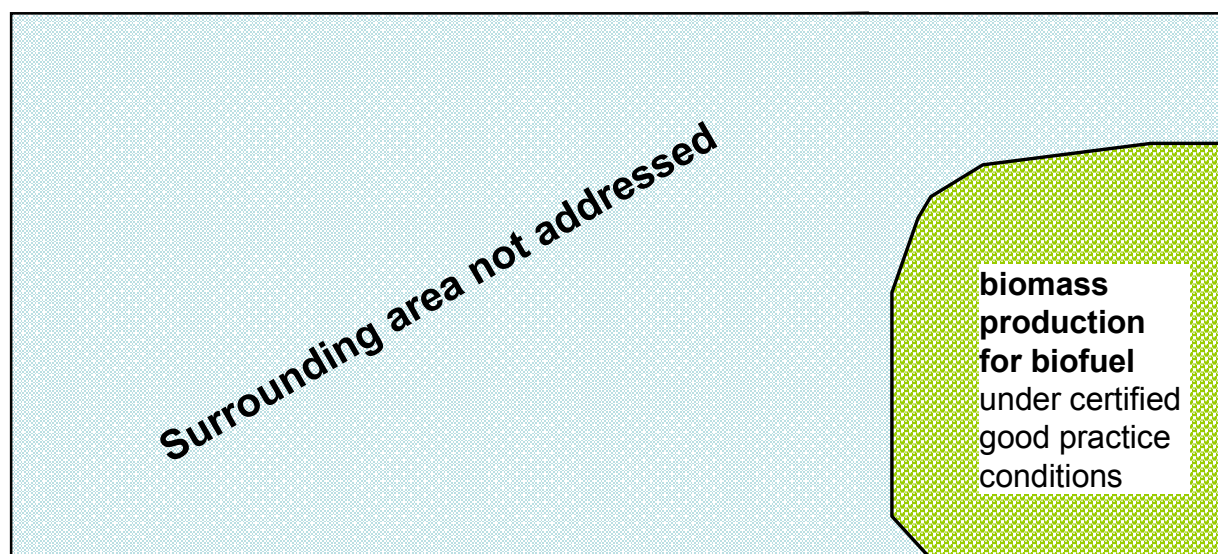 Surrounding area not addressed
biomass
production
for biofuel
under certified
good practice
conditions